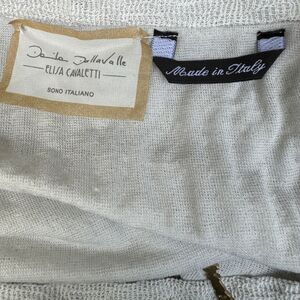 Daniela Dallavalle
-ELISA CAVALETTI-
SONO ITALIANO
Made in Italy